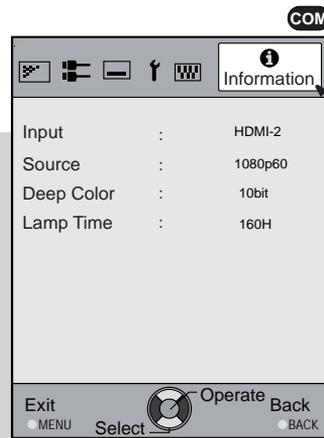 COM
Information
Input : HDMI-2
Source : 1080p60
Deep Color : 10bit
Lamp Time : 160H
Exit
MENU
Select
Operate
Back
BACK